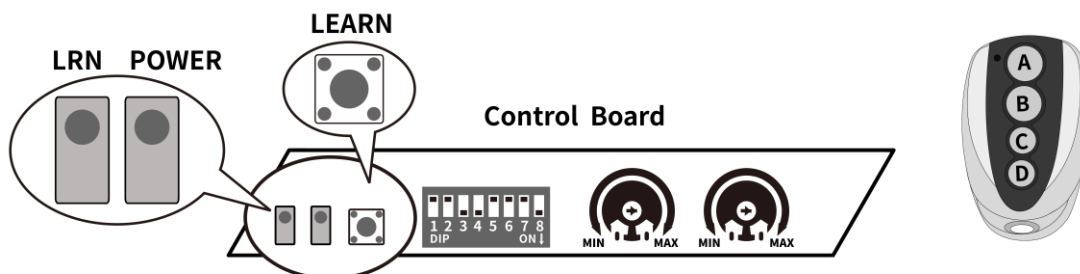 LEARN
LRN POWER
Control Board
1 2 3 4 5 6 7 8
DIP ON↓
MIN MAX MIN MAX
A
B
C
D